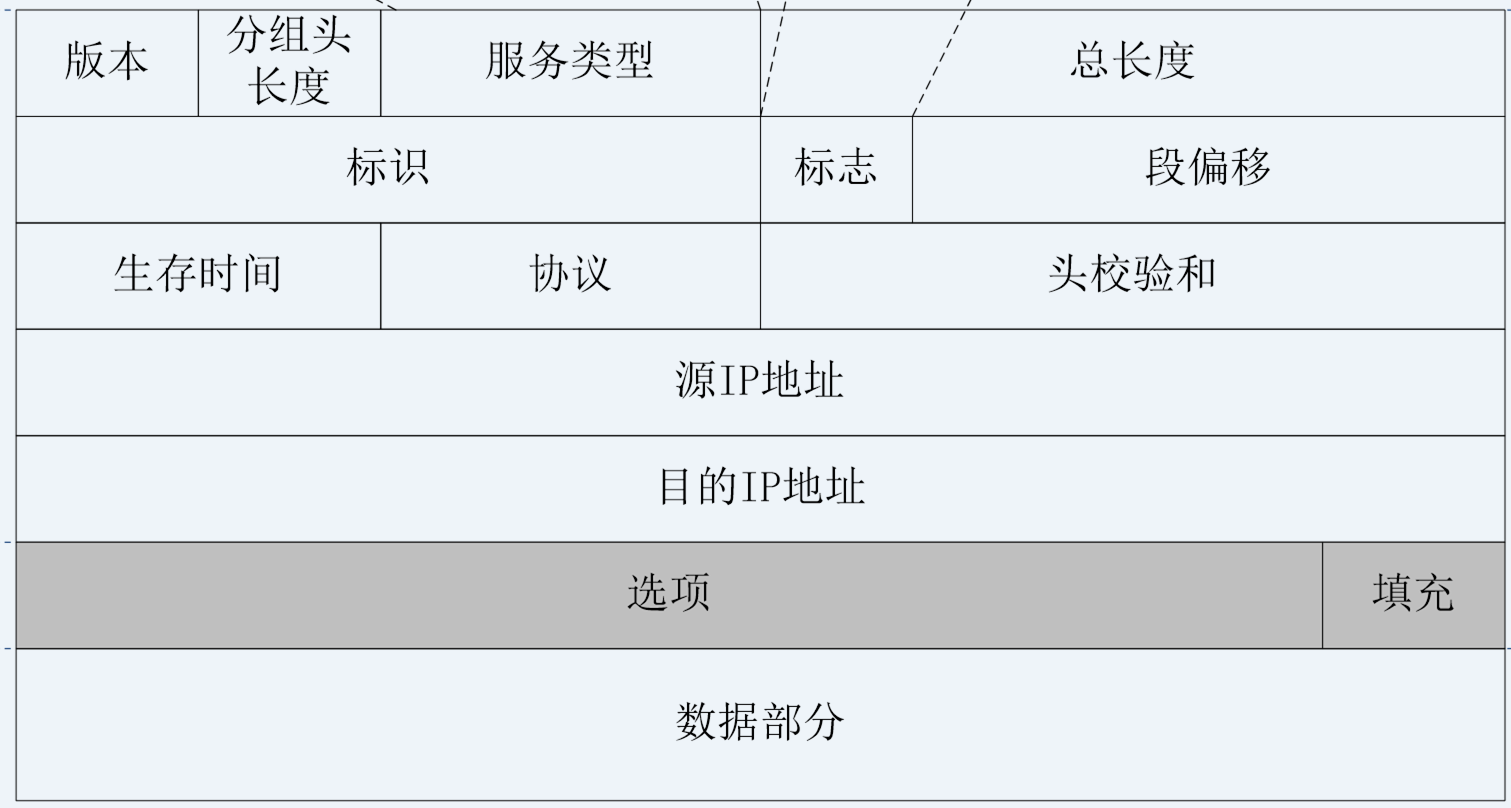 版本
分组头
长度
服务类型
总长度
标识
标志
段偏移
生存时间
协议
头校验和
源IP地址
目的IP地址
选项
填充
数据部分